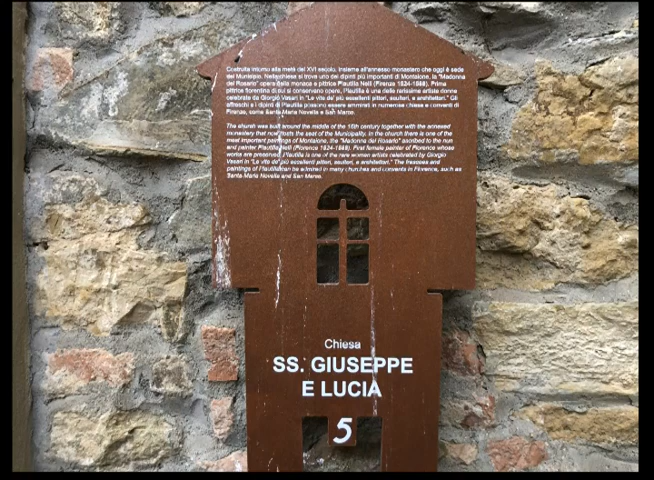 Costruita intorno alla metà del XVI secolo, insieme all'annesso monastero che oggi è sede
del Municipio. Nella chiesa si trova uno dei dipinti più importanti di Montaione, la "Madonna
del Rosario" opera della monaca e pittrice Plautilla Nelli (Firenze 1524-1588). Prima
pittrice fiorentina di cui si conservano opere, Plautilla è una delle rarissime artiste donne
celebrate da Giorgio Vasari in "Le vite de' più eccellenti pittori, scultori, e architettori." Gli
affreschi e i dipinti di Plautilla possono essere ammirati in numerose chiese e conventi di
Firenze, come Santa Maria Novella e San Marco.
The church was built around the middle of the 16th century together with the annexed
monastery that now hosts the seat of the Municipality. In the church there is one of the
most important paintings of Montaione, the "Madonna del Rosario" ascribed to the nun
and painter Plautilla Nelli (Florence 1524-1588). First female painter of Florence whose
works are preserved, Plautilla is one of the rare women artists celebrated by Giorgio
Vasari in "Le vite de' più eccellenti pittori, scultori, e architettori." The frescoes and
paintings of Plautilla can be admired in many churches and convents in Florence, such as
Santa Maria Novella and San Marco.
Chiesa
SS. GIUSEPPE
E LUCIA
5